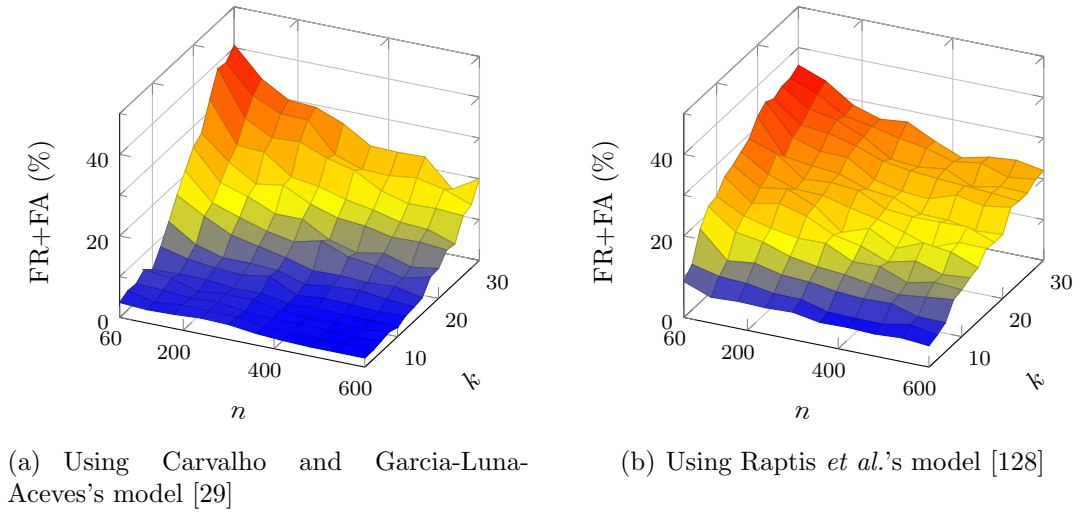 FR+FA (%)
40
20
0
60
200
400
600
n
10
20
30
k
FR+FA (%)
40
20
0
60
200
400
600
n
10
20
30
k
(a) Using Carvalho and Garcia-Luna-
Aceves's model [29]
(b) Using Raptis et al.'s model [128]